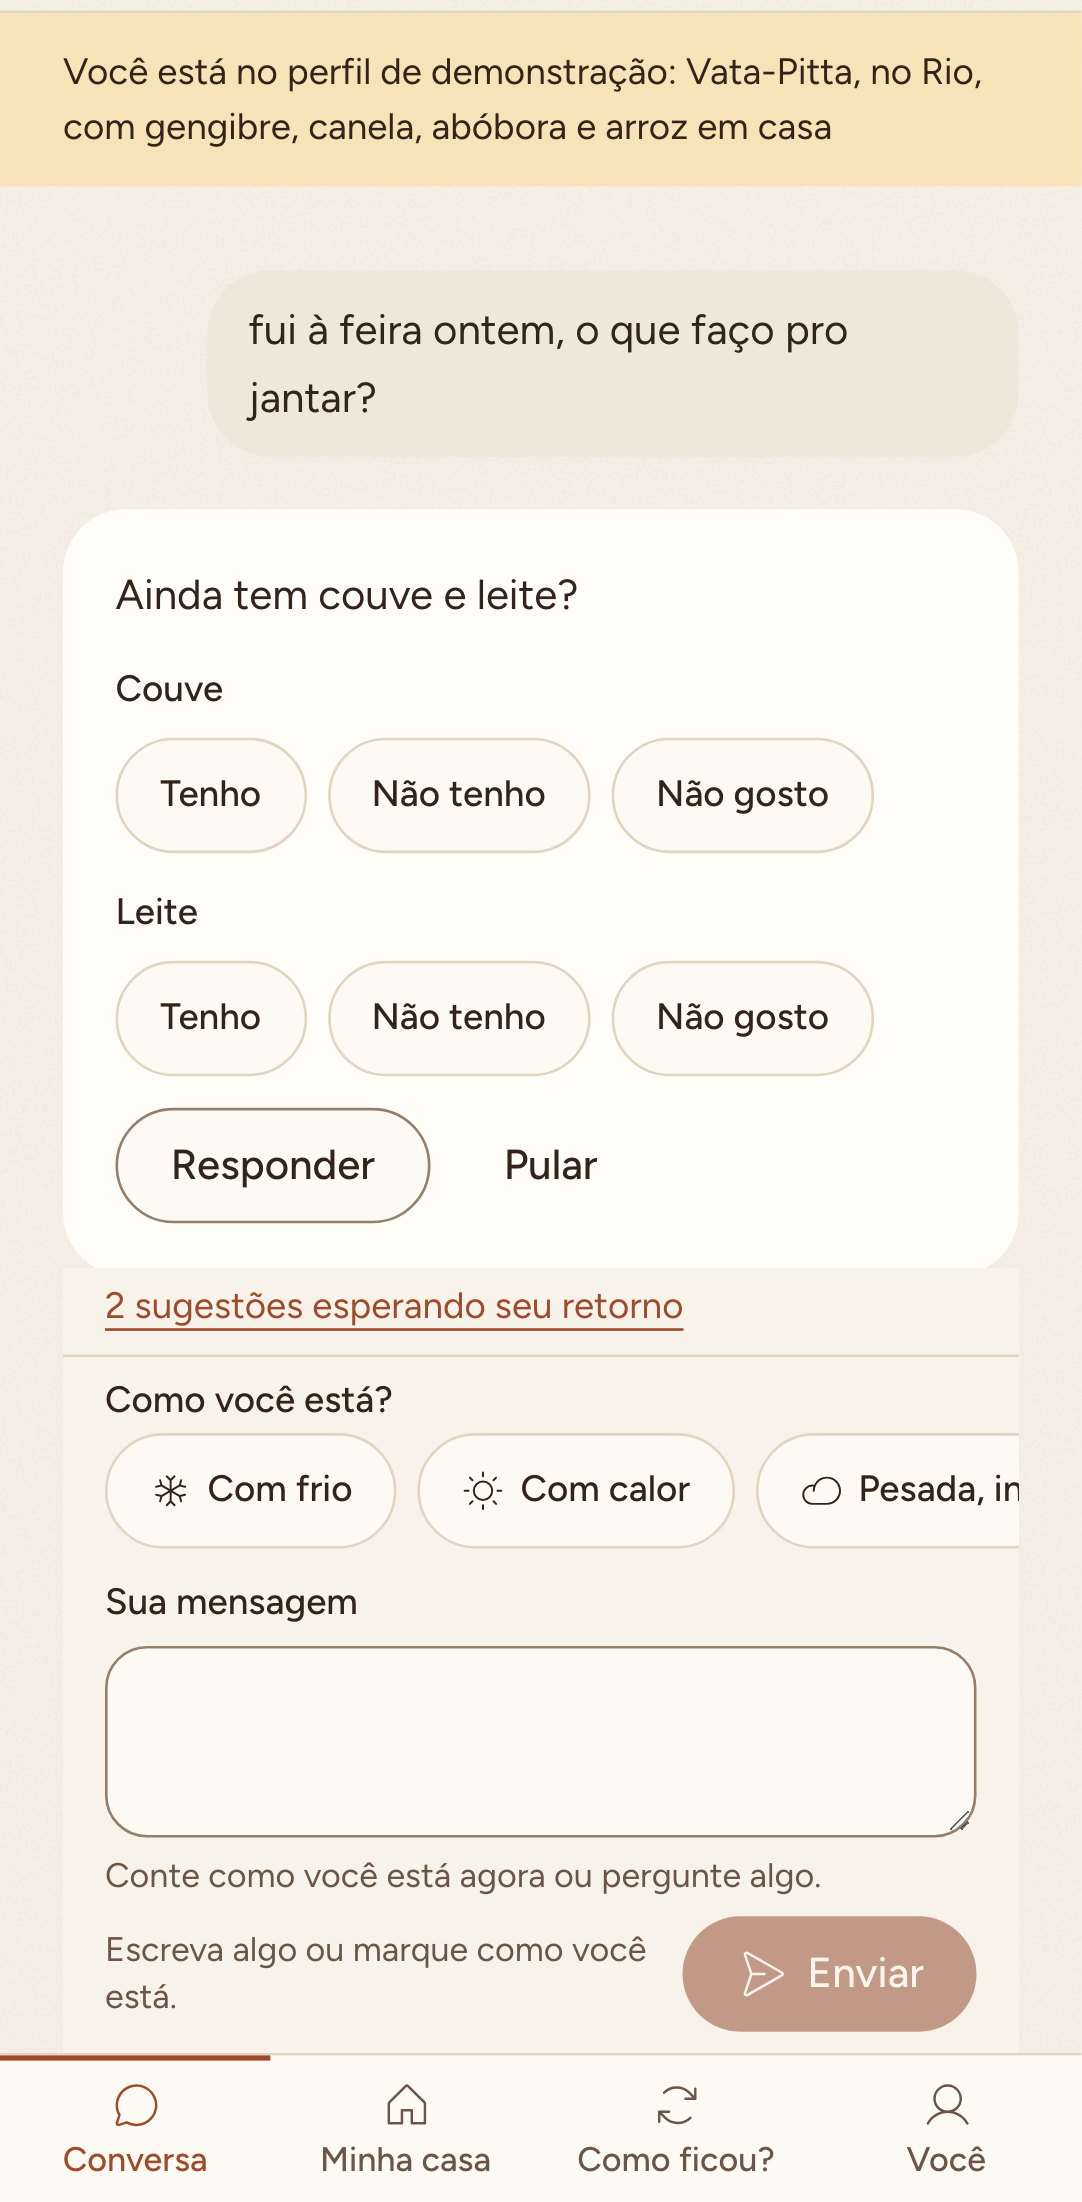 Você está no perfil de demonstração: Vata-Pitta, no Rio,
com gengibre, canela, abóbora e arroz em casa
fui à feira ontem, o que faço pro
jantar?
Ainda tem couve e leite?
Couve
Tenho
Não tenho
Não gosto
Leite
Tenho
Não tenho
Não gosto
Responder
Pular
2 sugestões esperando seu retorno
Como você está?
Com frio
Com calor
Pesada, in
Sua mensagem
Conte como você está agora ou pergunte algo.
Escreva algo ou marque como você
está.
Enviar
Conversa
Minha casa
Como ficou?
Você